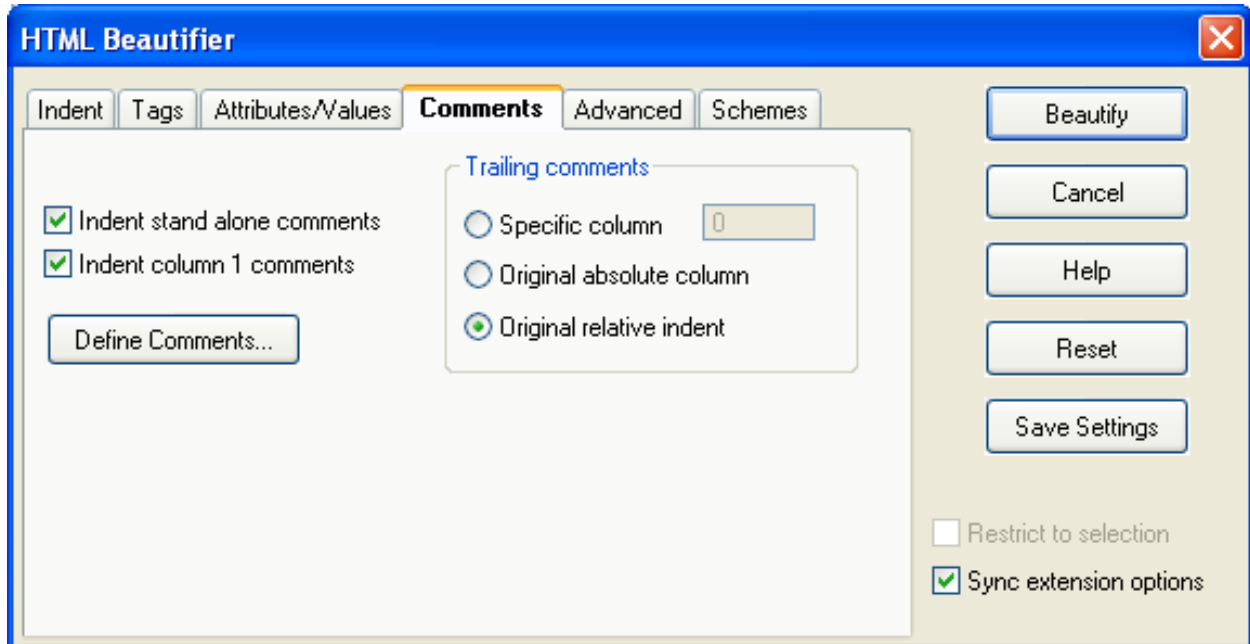 HTML Beautifier
Indent
Tags
Attributes/Values
Comments
Advanced
Schemes
Indent stand alone comments
Indent column 1 comments
Define Comments...
Trailing comments
Specific column
0
Original absolute column
Original relative indent
Beautify
Cancel
Help
Reset
Save Settings
Restrict to selection
Sync extension options